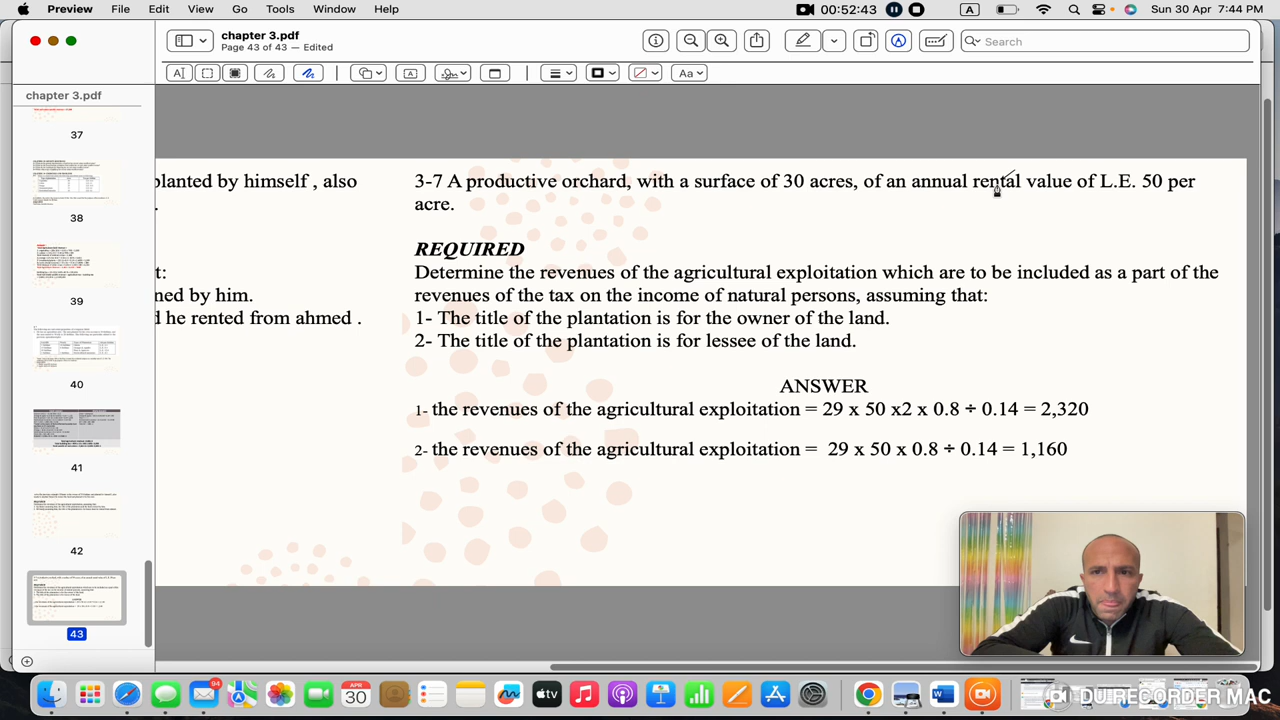 Preview File Edit View Go Tools Window Help 00:52:43 A Sun 30 Apr 7:44 PM
chapter 3.pdf
Page 43 of 43 — Edited
Search
Aa
chapter 3.pdf
37
38
39
40
41
42
43
planted by himself, also
t:
ned by him.
d he rented from ahmed
3-7 A productive orchard, with a surface of 30 acres, of an annual rental value of L.E. 50 per
acre.
REQUIRED
Determine the revenues of the agricultural exploitation which are to be included as a part of the
revenues of the tax on the income of natural persons, assuming that:
1- The title of the plantation is for the owner of the land.
2- The title of the plantation is for lessee of the land.
ANSWER
1- the revenues of the agricultural exploitation = 29 x 50 x2 x 0.8 ÷ 0.14 = 2,320
2- the revenues of the agricultural exploitation = 29 x 50 x 0.8 ÷ 0.14 = 1,160
94
APR
30
tv
DU RECORDER MAC